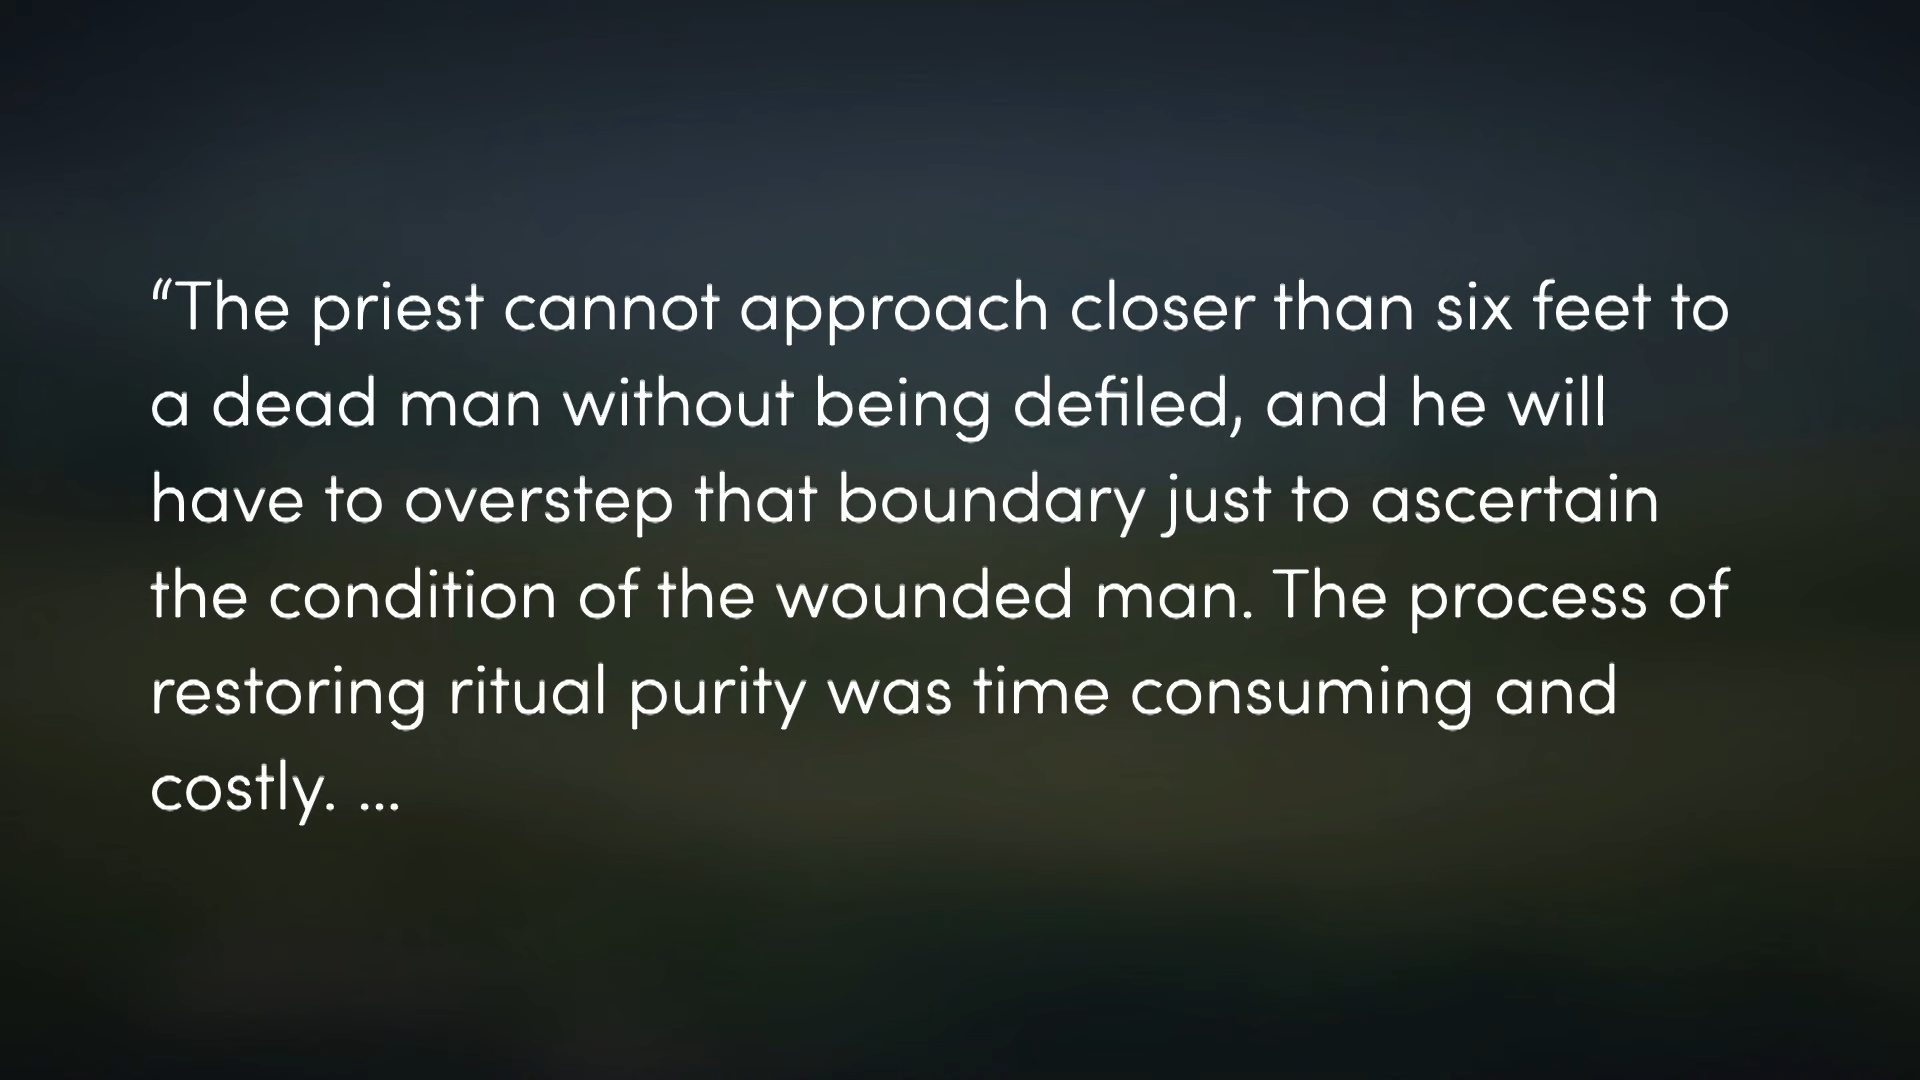 “The priest cannot approach closer than six feet to
a dead man without being defiled, and he will
have to overstep that boundary just to ascertain
the condition of the wounded man. The process of
restoring ritual purity was time consuming and
costly. ...